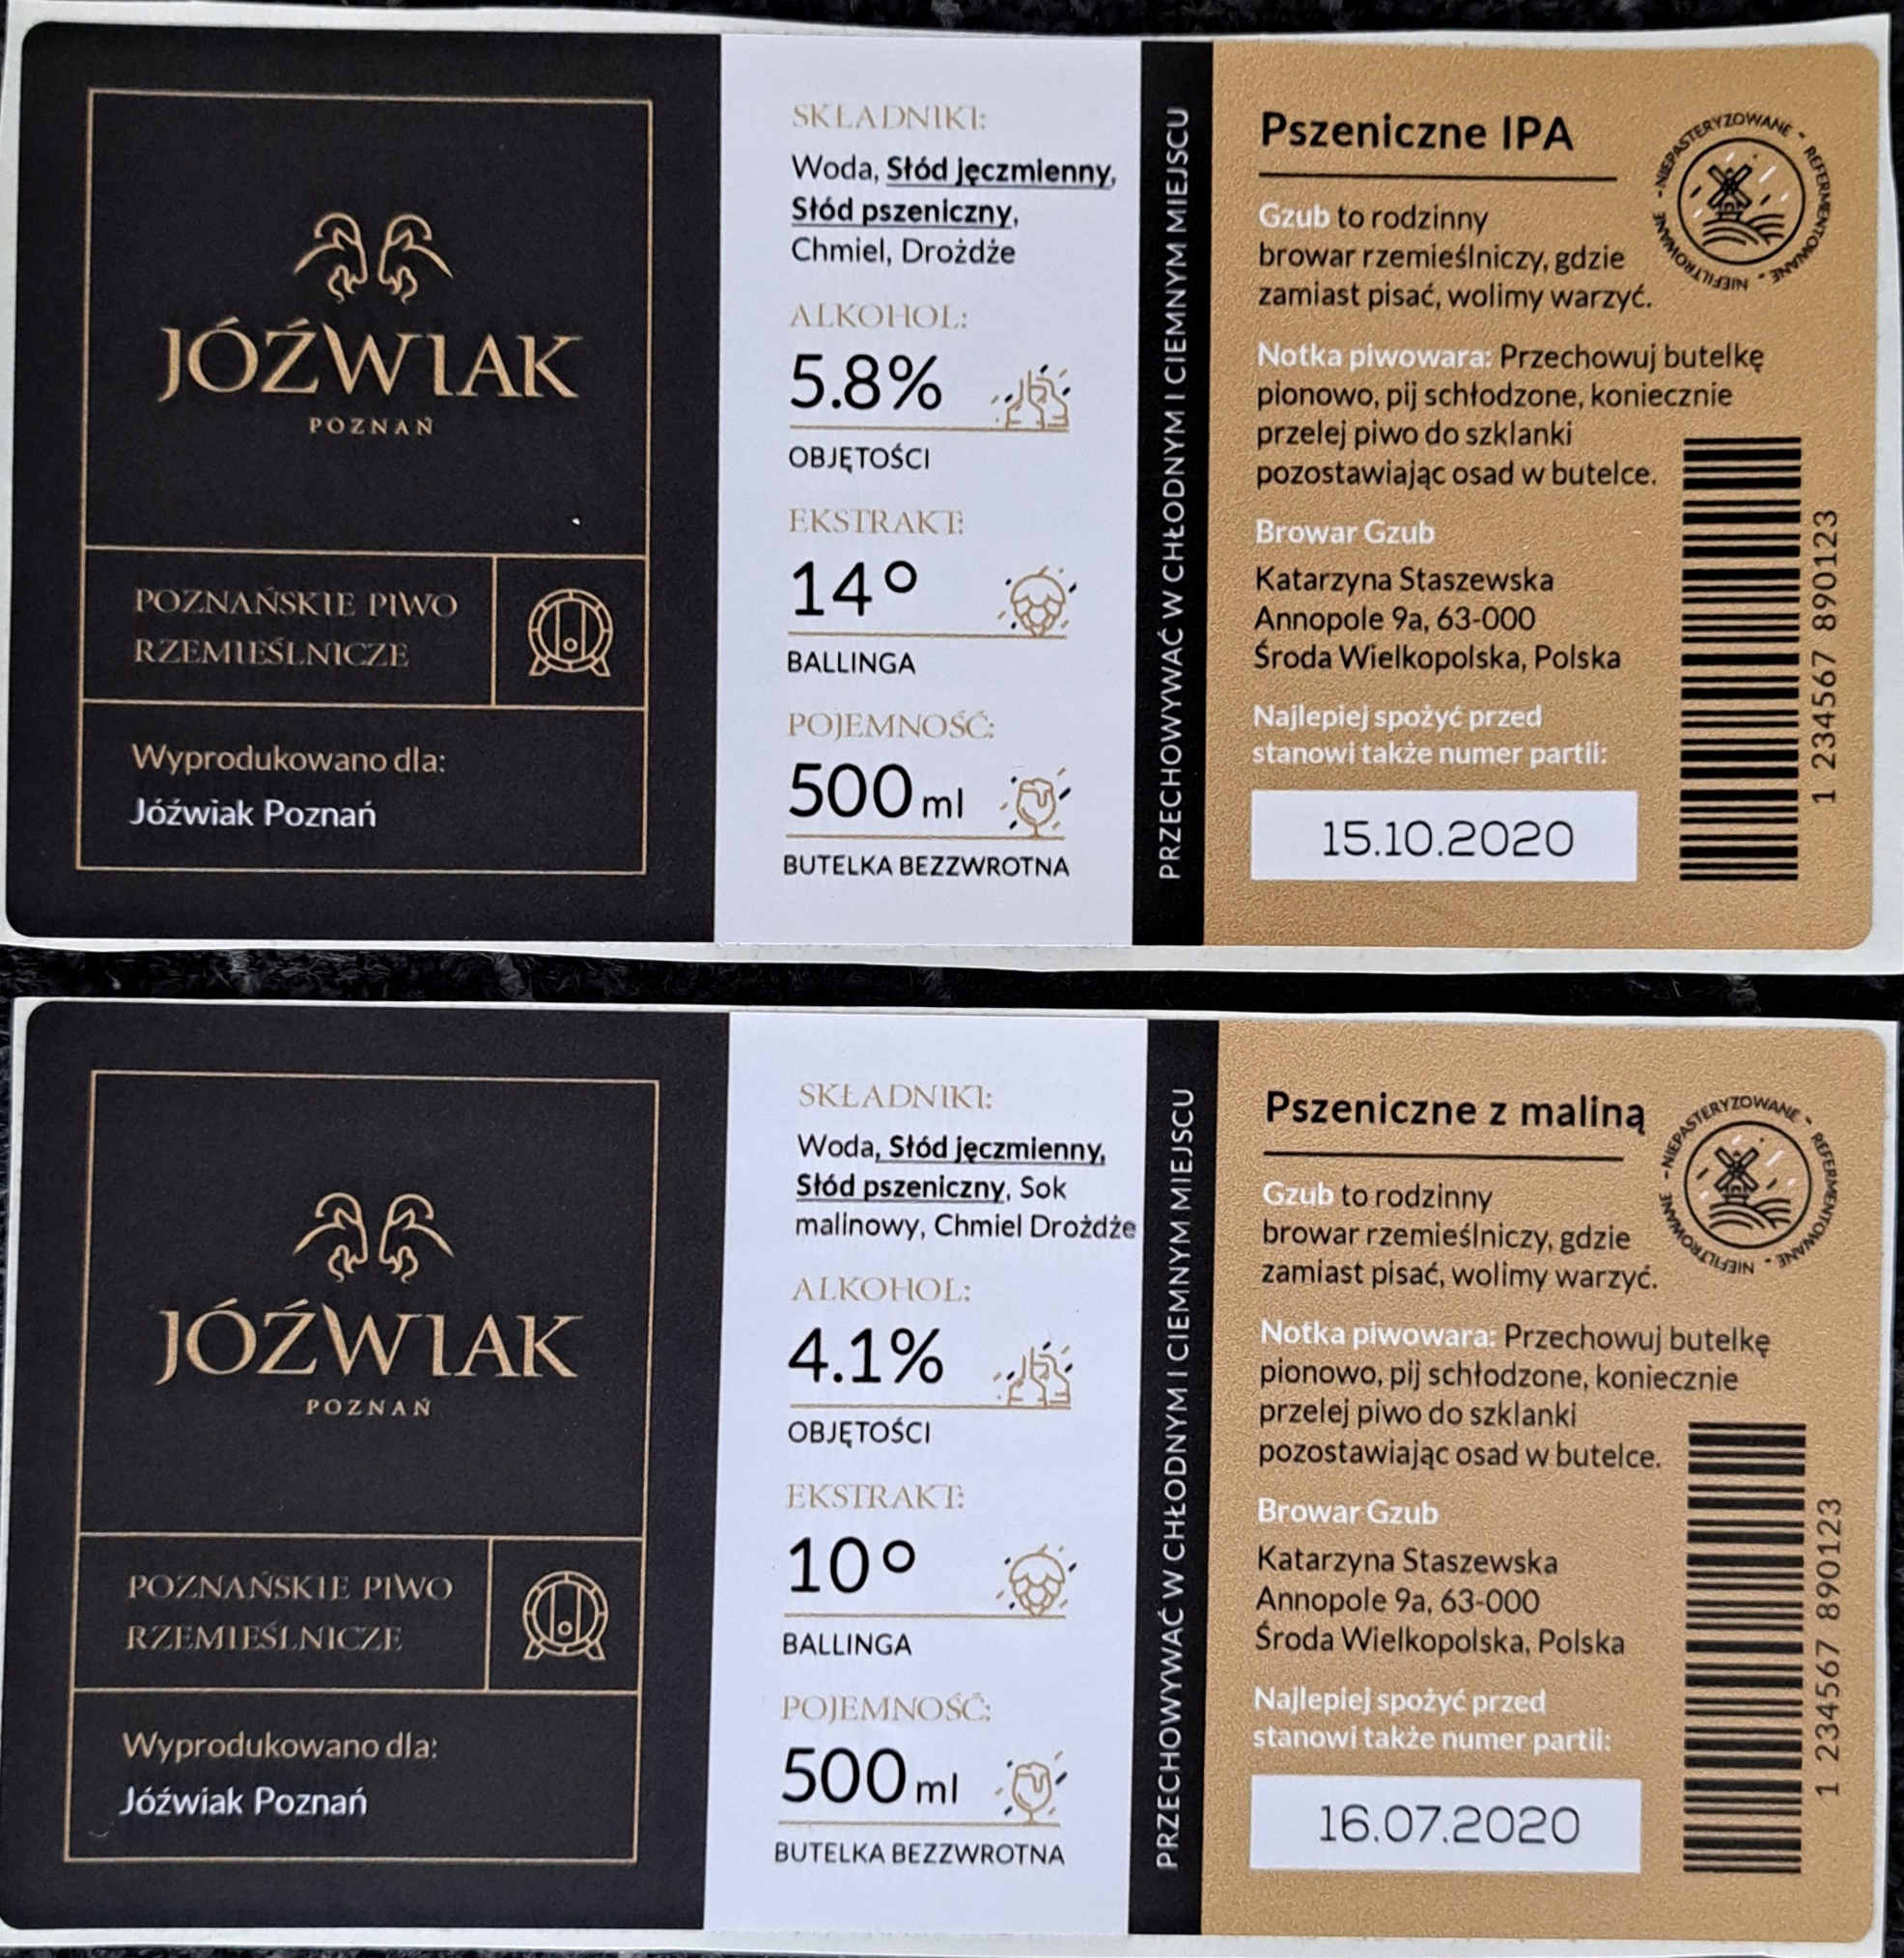 JÓŹWIAK
POZNAŃ
POZNAŃSKIE PIWO
RZEMIEŚLNICZE
Wyprodukowano dla:
Jóźwiak Poznań
SKŁADNIKI:
Woda, Słód jęczmienny,
Słód pszeniczny,
Chmiel, Drożdże
ALKOHOL:
5.8%
OBJĘTOŚCI
EKSTRAKT:
14°
BALLINGA
POJEMNOŚĆ:
500 ml
BUTELKA BEZZWROTNA
PRZECHOWYWAĆ W CHŁODNYM I CIEMNYM MIEJSCU
Pszeniczne IPA
- NIEPASTERYZOWANE - REFERMENTOWANE - NIEFILTROWANE
Gzub to rodzinny
browar rzemieślniczy, gdzie
zamiast pisać, wolimy warzyć.
Notka piwowara: Przechowuj butelkę
pionowo, pij schłodzone, koniecznie
przelej piwo do szklanki
pozostawiając osad w butelce.
Browar Gzub
Katarzyna Staszewska
Annopole 9a, 63-000
Środa Wielkopolska, Polska
Najlepiej spożyć przed
stanowi także numer partii:
15.10.2020
1 234567 890123
JÓŹWIAK
POZNAŃ
POZNAŃSKIE PIWO
RZEMIEŚLNICZE
Wyprodukowano dla:
Jóźwiak Poznań
SKŁADNIKI:
Woda, Słód jęczmienny,
Słód pszeniczny, Sok
malinowy, Chmiel Drożdże
ALKOHOL:
4.1%
OBJĘTOŚCI
EKSTRAKT:
10°
BALLINGA
POJEMNOŚĆ:
500 ml
BUTELKA BEZZWROTNA
PRZECHOWYWAĆ W CHŁODNYM I CIEMNYM MIEJSCU
Pszeniczne z maliną
- NIEPASTERYZOWANE - REFERMENTOWANE - NIEFILTROWANE
Gzub to rodzinny
browar rzemieślniczy, gdzie
zamiast pisać, wolimy warzyć.
Notka piwowara: Przechowuj butelkę
pionowo, pij schłodzone, koniecznie
przelej piwo do szklanki
pozostawiając osad w butelce.
Browar Gzub
Katarzyna Staszewska
Annopole 9a, 63-000
Środa Wielkopolska, Polska
Najlepiej spożyć przed
stanowi także numer partii:
16.07.2020
1 234567 890123